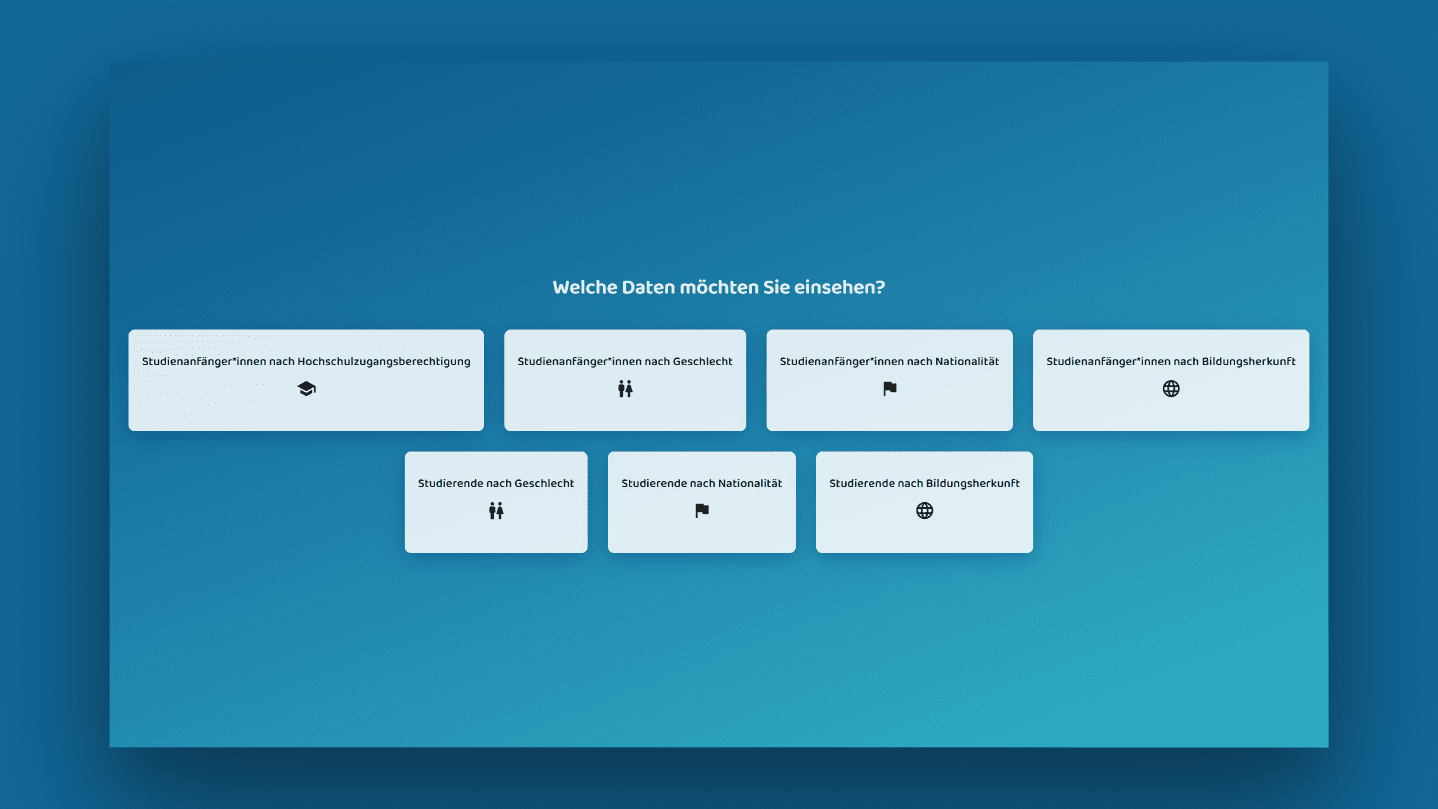 Welche Daten möchten Sie einsehen?
Studienanfänger*innen nach Hochschulzugangsberechtigung
Studienanfänger*innen nach Geschlecht
Studienanfänger*innen nach Nationalität
Studienanfänger*innen nach Bildungsherkunft
Studierende nach Geschlecht
Studierende nach Nationalität
Studierende nach Bildungsherkunft